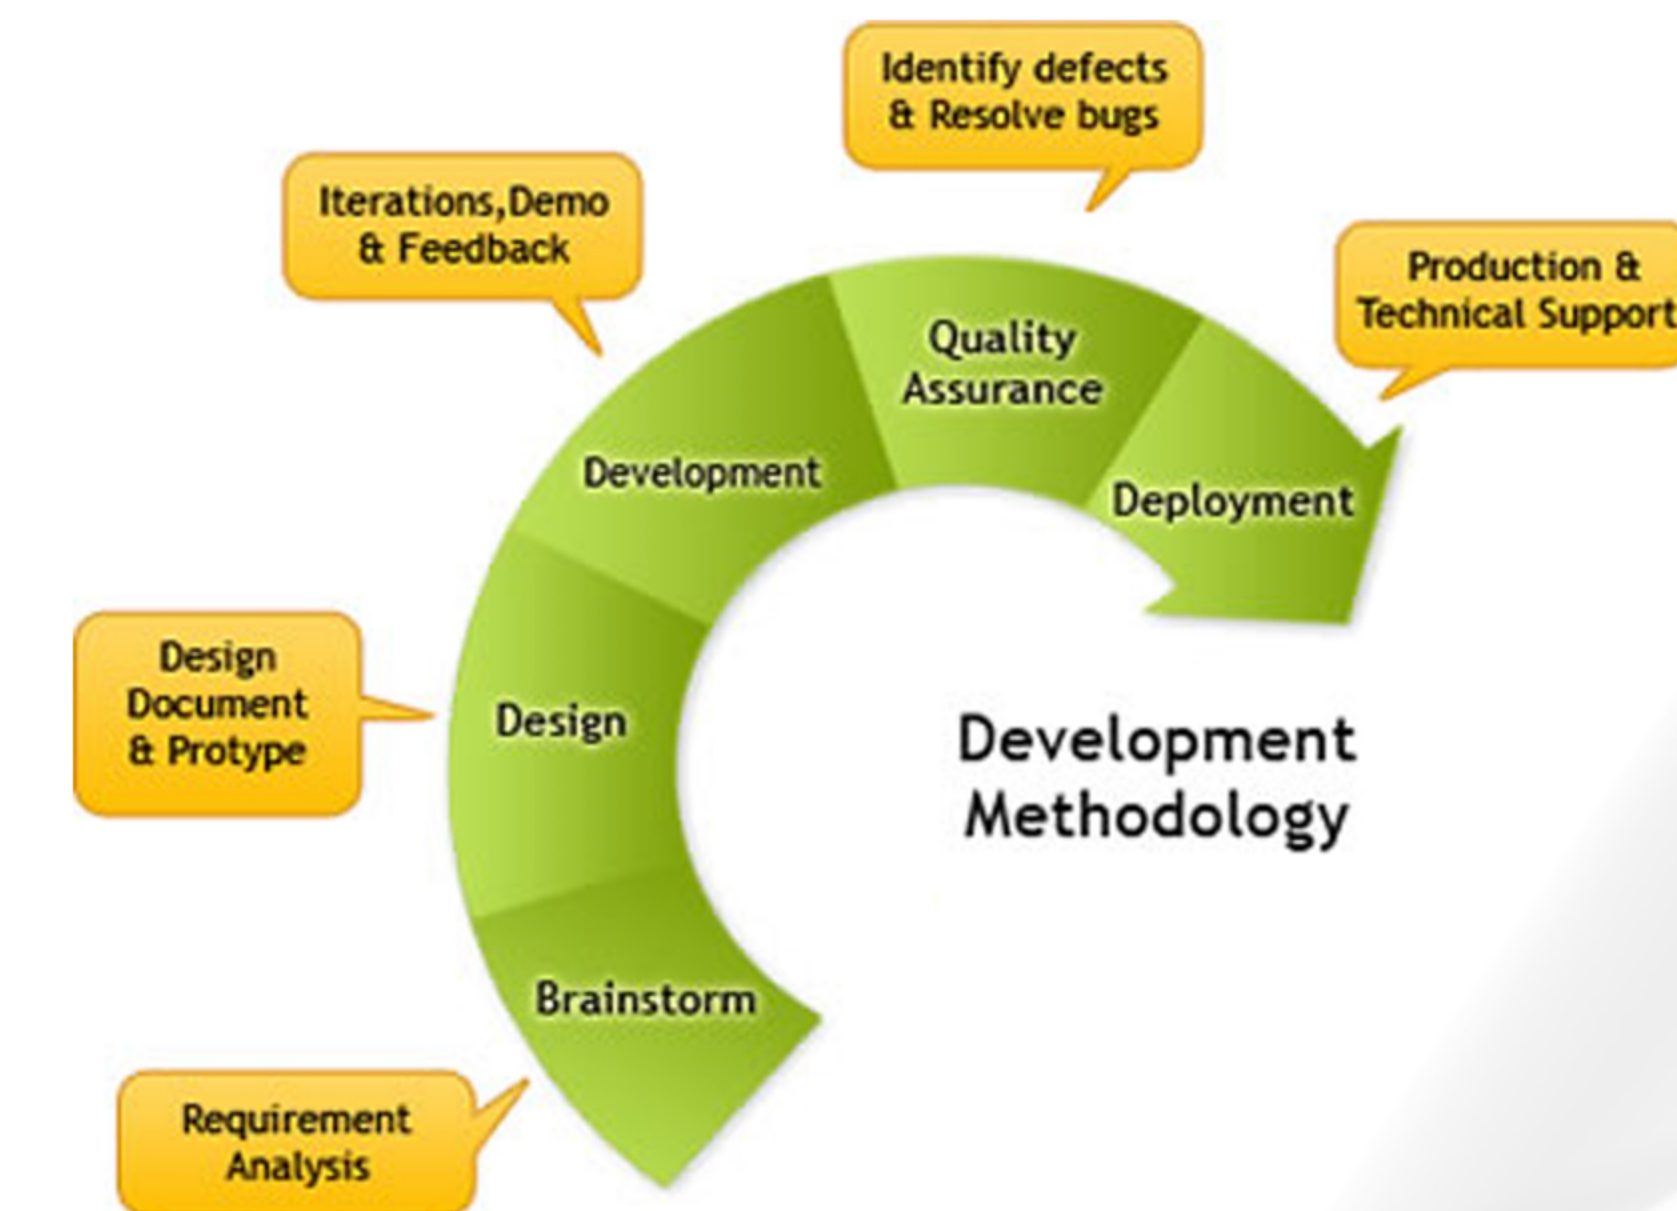 Identify defects
& Resolve bugs
Iterations,Demo
& Feedback
Production &
Technical Support
Quality
Assurance
Development
Deployment
Design
Document
& Protype
Design
Development
Methodology
Brainstorm
Requirement
Analysis